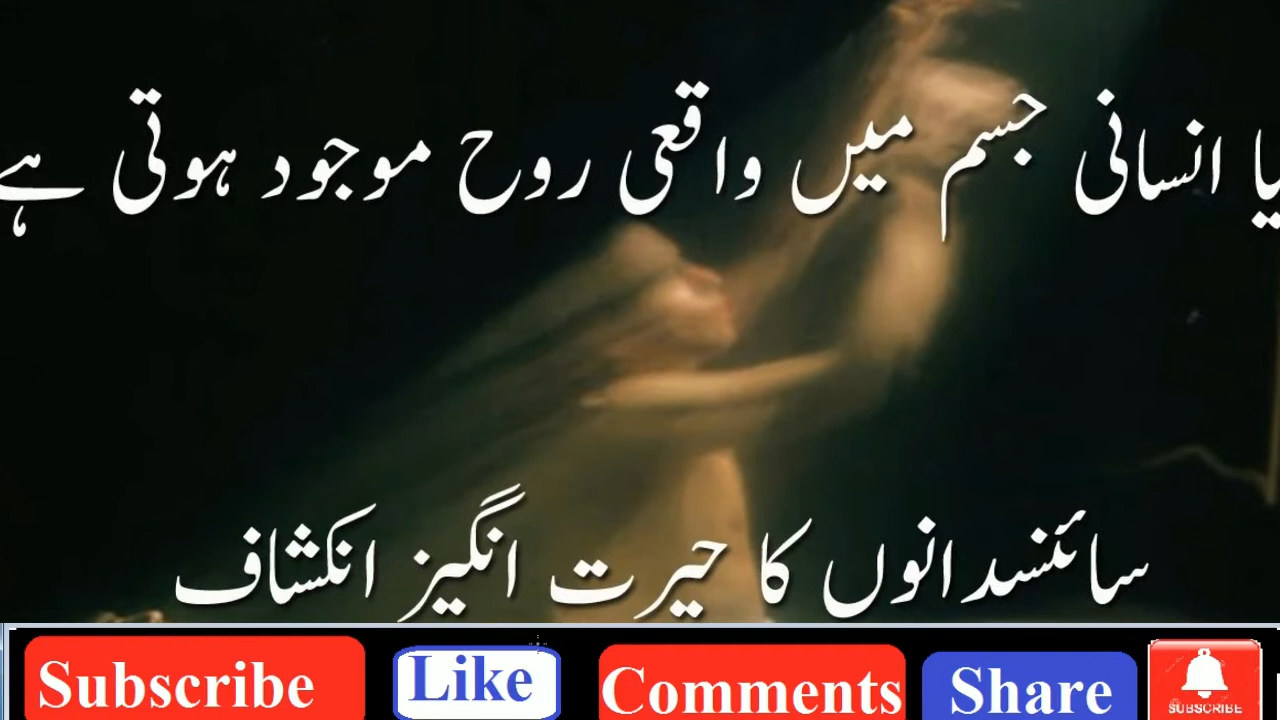 یا انسانی جسم میں واقعی روح موجود ہوتی ہے
سائنسدانوں کا حیرت انگیز انکشاف
Subscribe Like Comments Share SUBSCRIBE